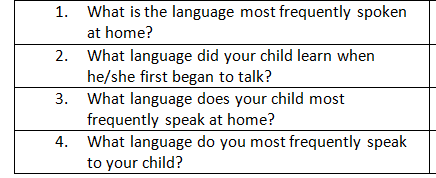 1. What is the language most frequently spoken
at home?
2. What language did your child learn when
he/she first began to talk?
3. What language does your child most
frequently speak at home?
4. What language do you most frequently speak
to your child?